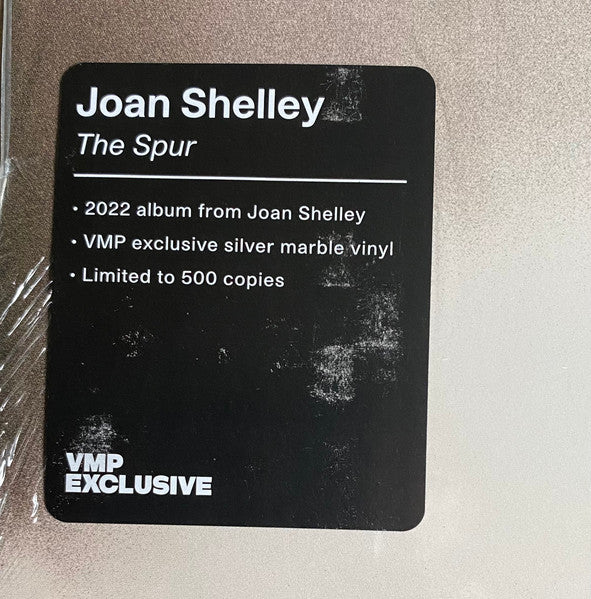 Joan Shelley
The Spur
• 2022 album from Joan Shelley
• VMP exclusive silver marble vinyl
• Limited to 500 copies
VMP
EXCLUSIVE